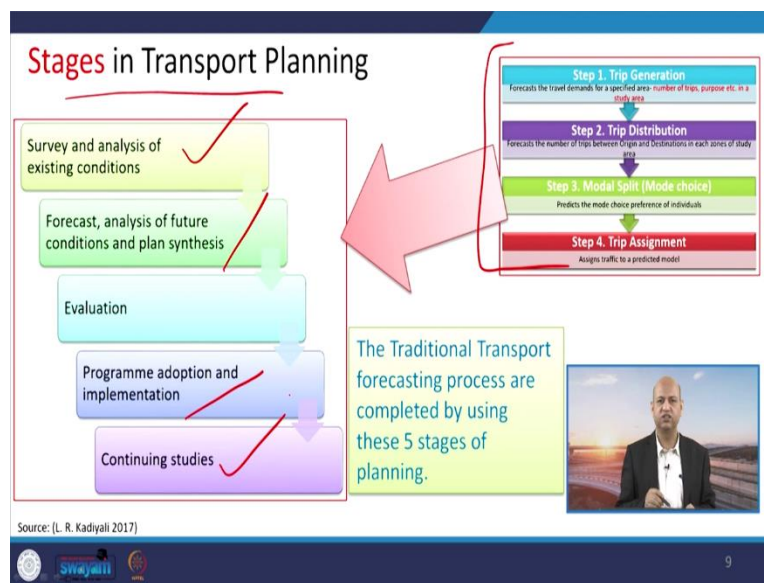 Stages in Transport Planning
Survey and analysis of
existing conditions
Forecast, analysis of future
conditions and plan synthesis
Evaluation
Programme adoption and
implementation
Continuing studies
Step 1. Trip Generation
Forecasts the travel demands for a specified area- number of trips, purpose etc. in a
study area
Step 2. Trip Distribution
Forecasts the number of trips between Origin and Destinations in each zones of study
area
Step 3. Modal Split (Mode choice)
Predicts the mode choice preference of individuals
Step 4. Trip Assignment
Assigns traffic to a predicted model
The Traditional Transport
forecasting process are
completed by using
these 5 stages of
planning.
Source: (L. R. Kadiyali 2017)
swayam
9